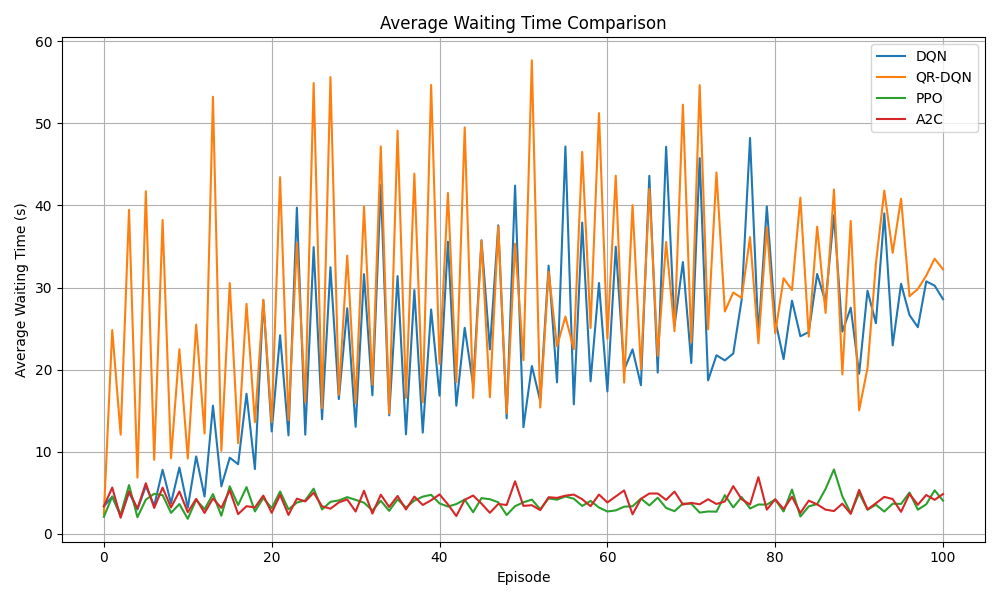 Average Waiting Time Comparison
Average Waiting Time (s)
60
50
40
30
20
10
0
0 20 40 60 80 100
Episode
DQN
QR-DQN
PPO
A2C